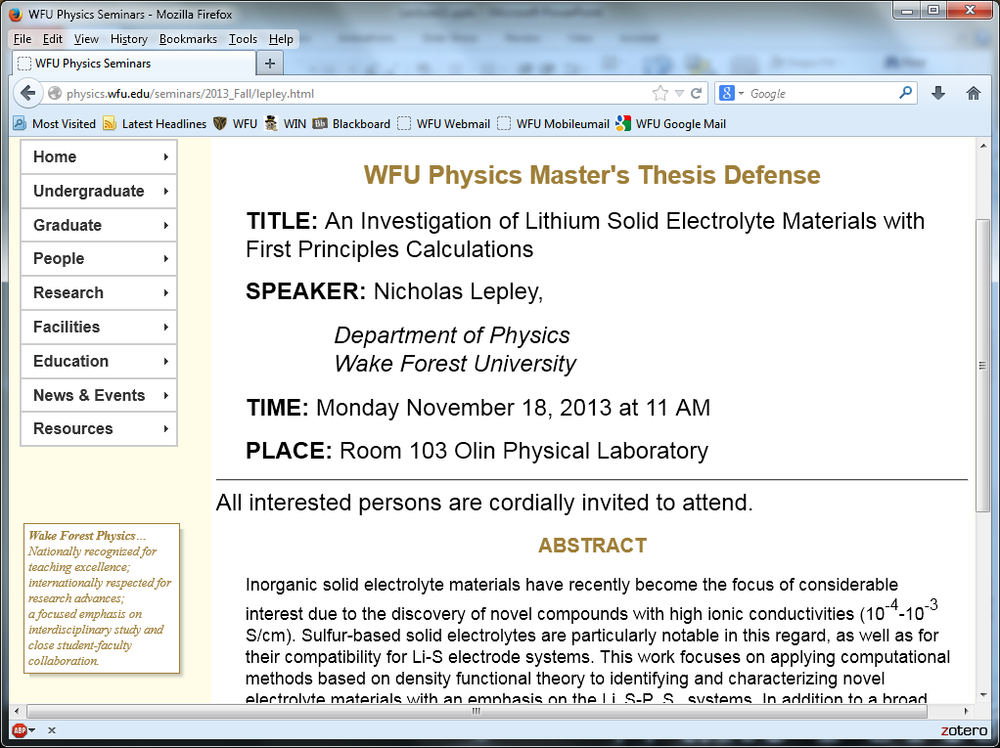 WFU Physics Seminars - Mozilla Firefox
File Edit View History Bookmarks Tools Help
WFU Physics Seminars
physics.wfu.edu/seminars/2013_Fall/lepley.html
Google
Most Visited Latest Headlines WFU WIN Blackboard WFU Webmail WFU Mobileumail WFU Google Mail
Home
Undergraduate
Graduate
People
Research
Facilities
Education
News & Events
Resources
Wake Forest Physics...
Nationally recognized for
teaching excellence;
internationally respected for
research advances;
a focused emphasis on
interdisciplinary study and
close student-faculty
collaboration.
WFU Physics Master's Thesis Defense
TITLE: An Investigation of Lithium Solid Electrolyte Materials with
First Principles Calculations
SPEAKER: Nicholas Lepley,
Department of Physics
Wake Forest University
TIME: Monday November 18, 2013 at 11 AM
PLACE: Room 103 Olin Physical Laboratory
All interested persons are cordially invited to attend.
ABSTRACT
Inorganic solid electrolyte materials have recently become the focus of considerable
interest due to the discovery of novel compounds with high ionic conductivities (10⁻⁴-10⁻³
S/cm). Sulfur-based solid electrolytes are particularly notable in this regard, as well as for
their compatibility for Li-S electrode systems. This work focuses on applying computational
methods based on density functional theory to identifying and characterizing novel
electrolyte materials with an emphasis on the Li S-P S systems. In addition to a broad
ABP
zotero